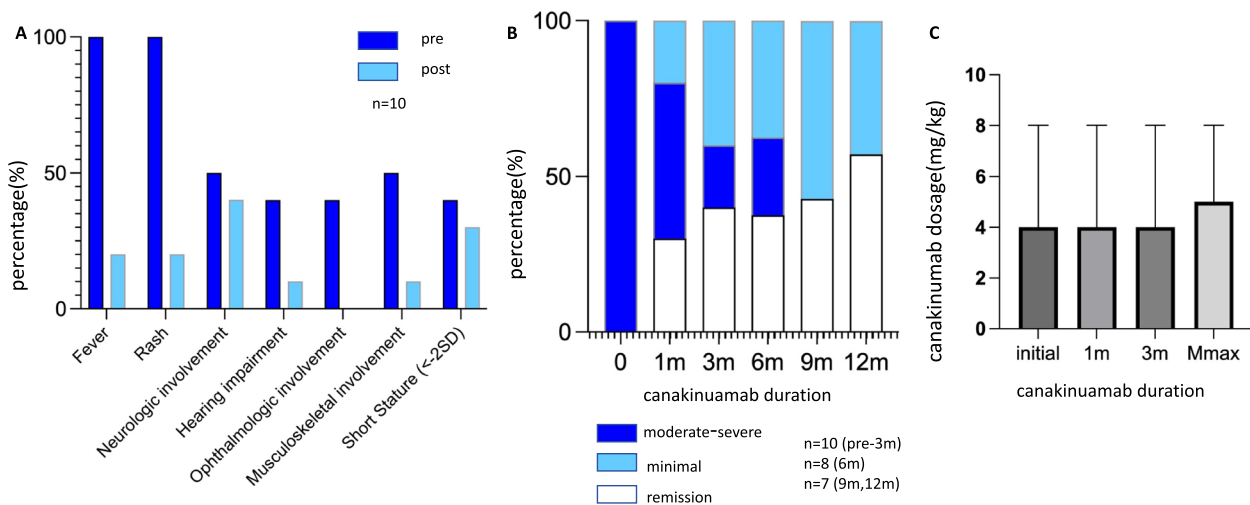 A
percentage(%)
100
50
0
pre
post
n=10
Fever
Rash
Neurologic involvement
Hearing impairment
Ophthalmologic involvement
Musculoskeletal involvement
Short Stature (<-2SD)
B
percentage(%)
100
50
0
0 1m 3m 6m 9m 12m
canakinuamab duration
moderate-severe
minimal
remission
n=10 (pre-3m)
n=8 (6m)
n=7 (9m,12m)
C
canakinumab dosage(mg/kg)
10
8
6
4
2
0
initial 1m 3m Mmax
canakinuamab duration